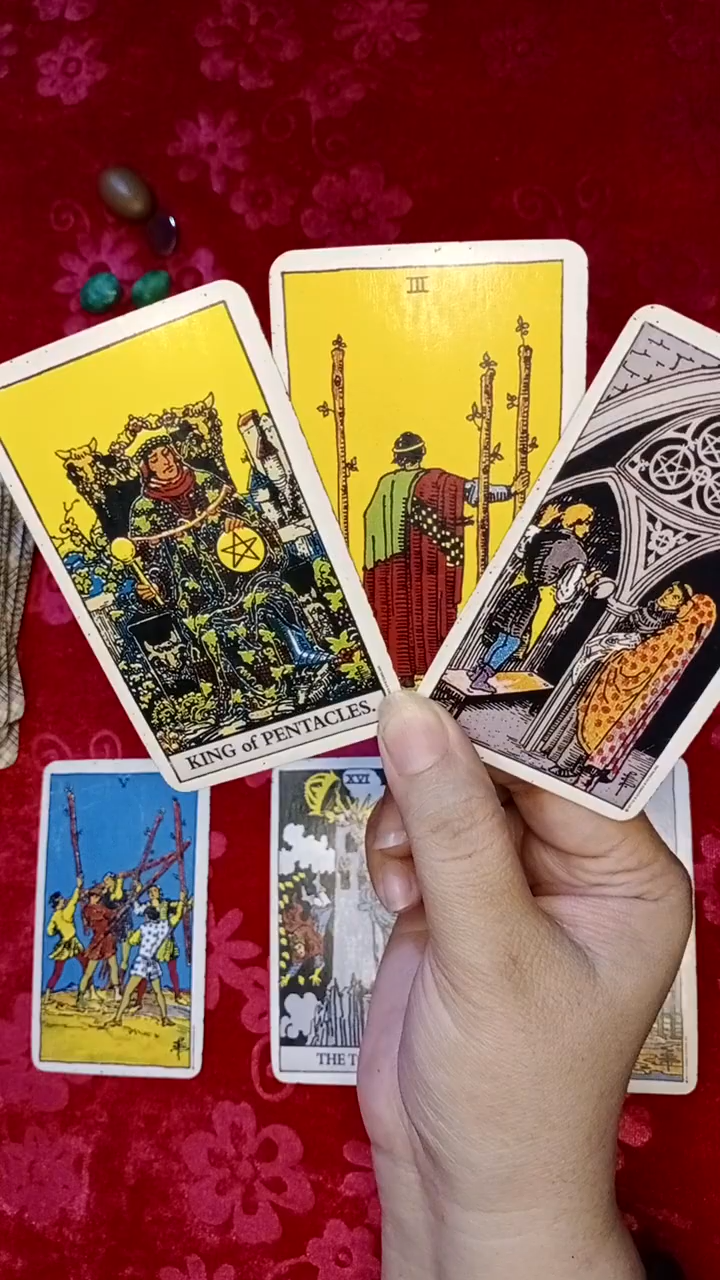 III
KING of PENTACLES.
V
XVI
THE T